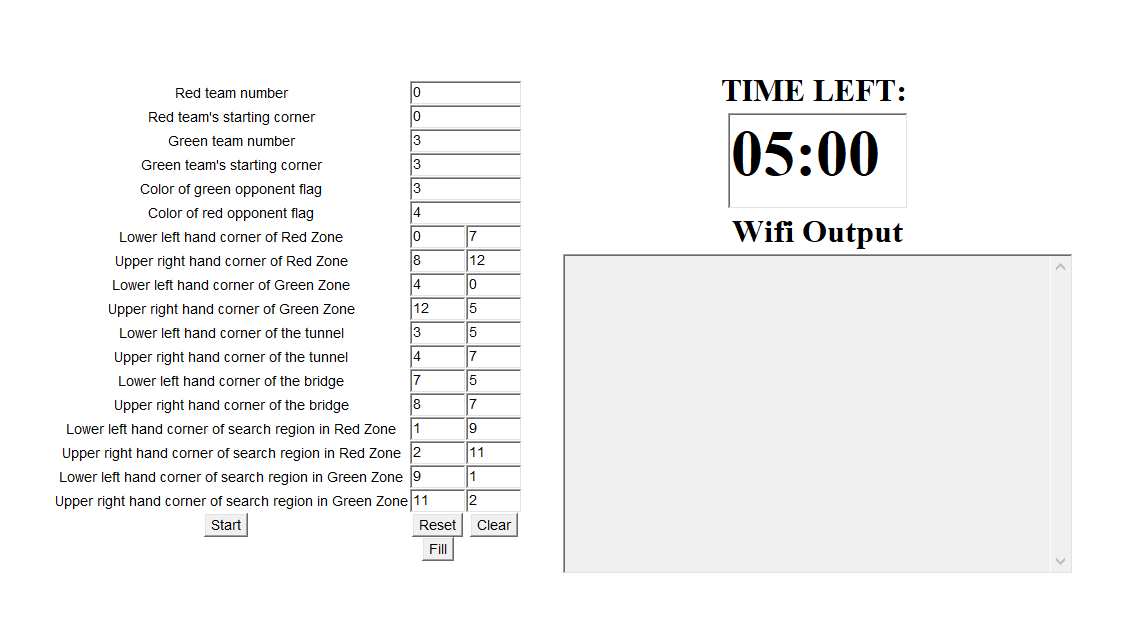 Red team number 0
Red team's starting corner 0
Green team number 3
Green team's starting corner 3
Color of green opponent flag 3
Color of red opponent flag 4
Lower left hand corner of Red Zone 0 7
Upper right hand corner of Red Zone 8 12
Lower left hand corner of Green Zone 4 0
Upper right hand corner of Green Zone 12 5
Lower left hand corner of the tunnel 3 5
Upper right hand corner of the tunnel 4 7
Lower left hand corner of the bridge 7 5
Upper right hand corner of the bridge 8 7
Lower left hand corner of search region in Red Zone 1 9
Upper right hand corner of search region in Red Zone 2 11
Lower left hand corner of search region in Green Zone 9 1
Upper right hand corner of search region in Green Zone 11 2
Start Reset Clear
Fill
TIME LEFT:
05:00
Wifi Output